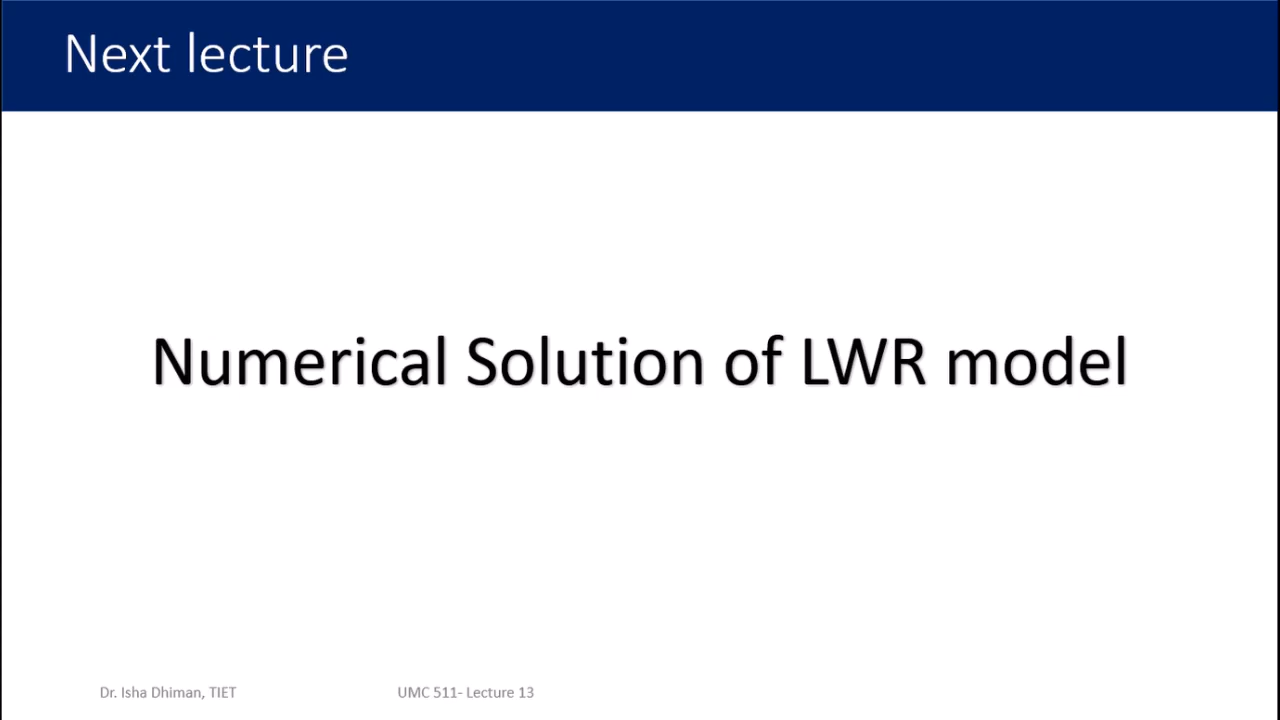 Next lecture
Numerical Solution of LWR model
Dr. Isha Dhiman, TIET
UMC 511- Lecture 13